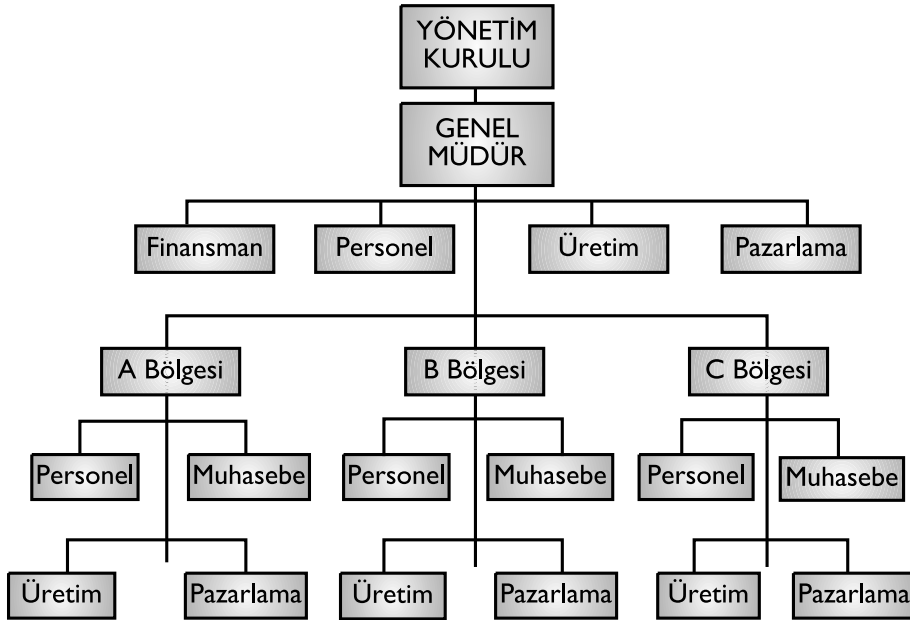 YÖNETİM
KURULU
GENEL
MÜDÜR
Finansman
Personel
Üretim
Pazarlama
A Bölgesi
B Bölgesi
C Bölgesi
Personel
Muhasebe
Personel
Muhasebe
Personel
Muhasebe
Üretim
Pazarlama
Üretim
Pazarlama
Üretim
Pazarlama